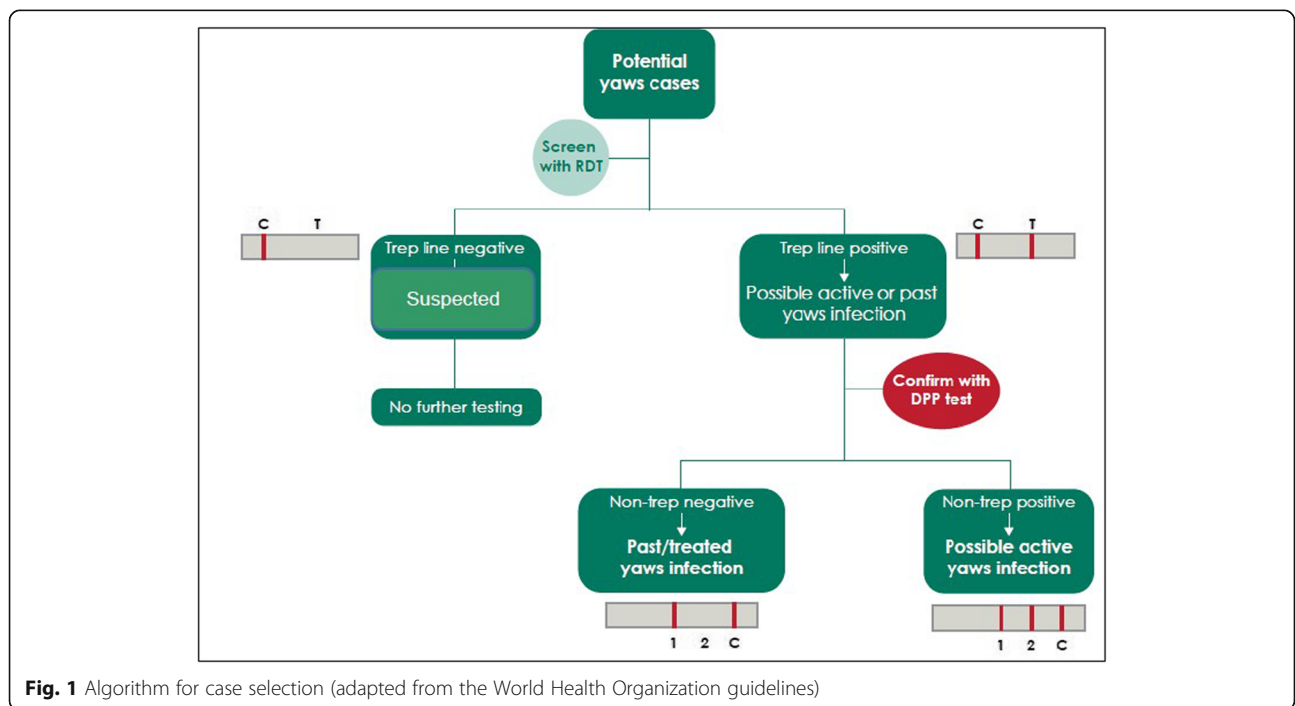 Potential
yaws cases
Screen
with RDT
C T
Trep line negative
Suspected
No further testing
C T
Trep line positive
Possible active or past
yaws infection
Confirm with
DPP test
Non-trep negative
Past/treated
yaws infection
1 2 C
Non-trep positive
Possible active
yaws infection
1 2 C
Fig. 1 Algorithm for case selection (adapted from the World Health Organization guidelines)